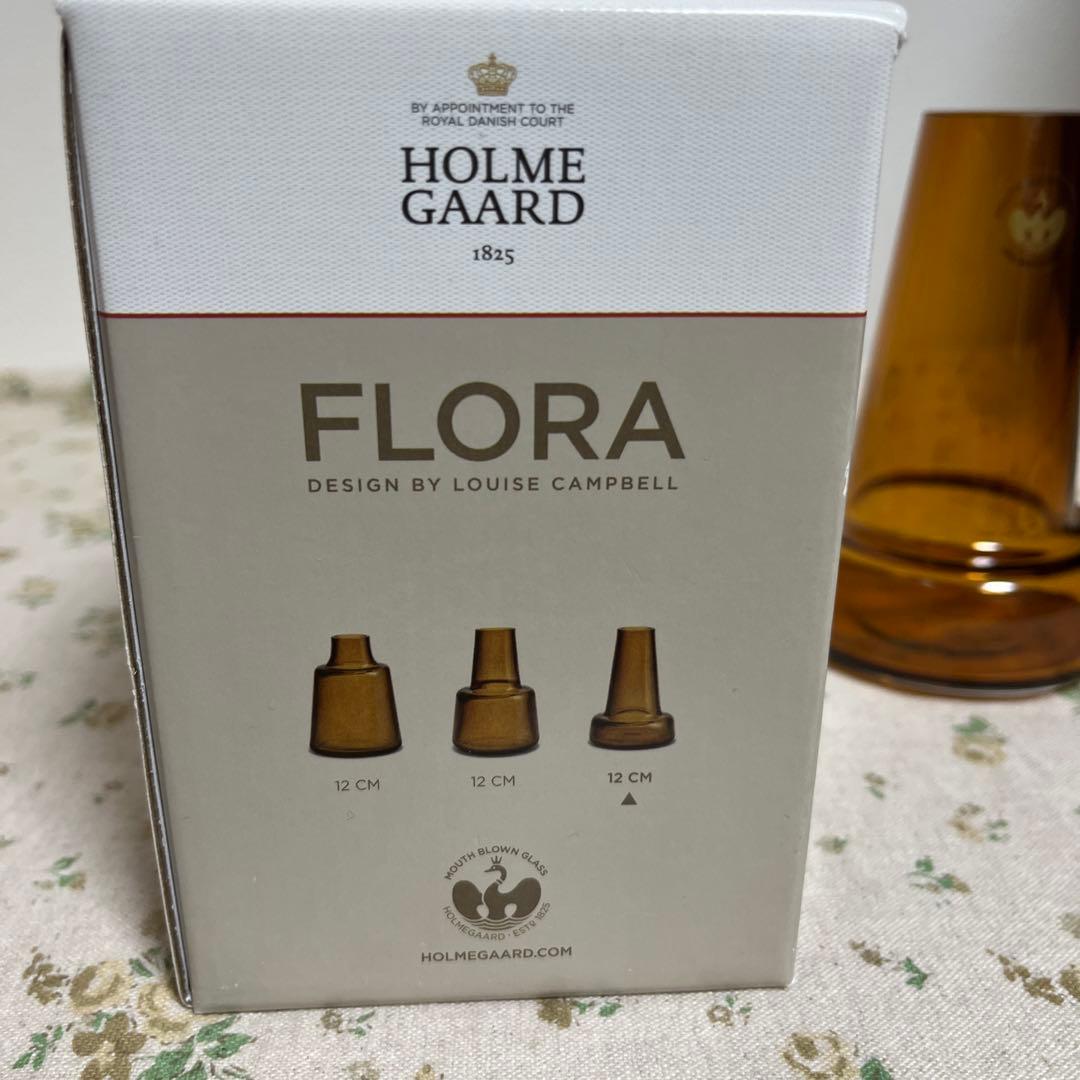 BY APPOINTMENT TO THE
ROYAL DANISH COURT
HOLME
GAARD
1825
FLORA
DESIGN BY LOUISE CAMPBELL
12 CM
12 CM
12 CM
MOUTH BLOWN GLASS
HOLMEGAARD · ESTD 1825
HOLMEGAARD.COM